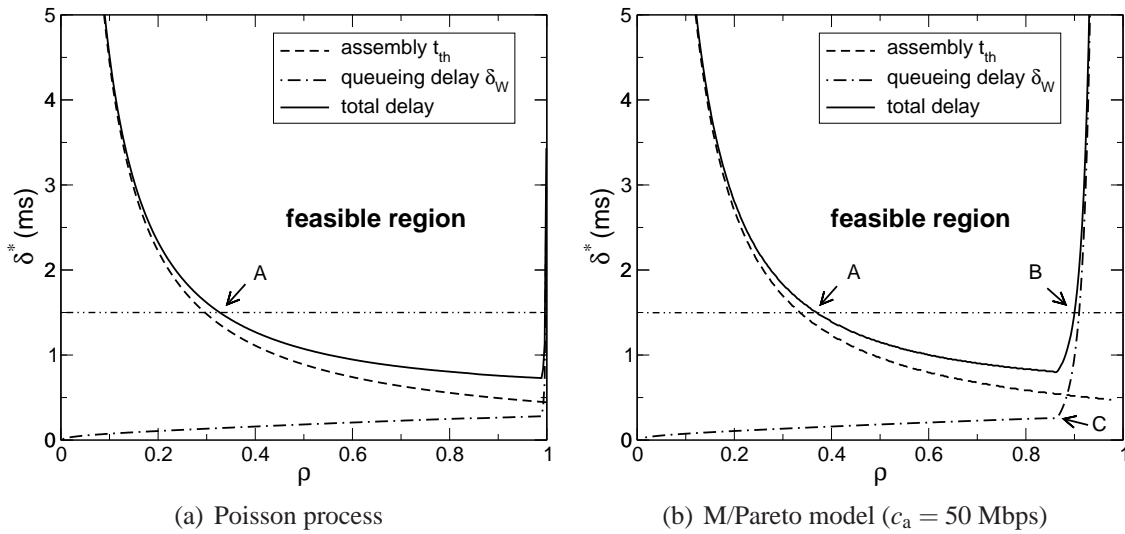 5
4
3
2
1
0
δ* (ms)
assembly t_th
queueing delay δ_W
total delay
feasible region
A
0 0.2 0.4 0.6 0.8 1
ρ
(a) Poisson process
5
4
3
2
1
0
δ* (ms)
assembly t_th
queueing delay δ_W
total delay
feasible region
A
B
C
0 0.2 0.4 0.6 0.8 1
ρ
(b) M/Pareto model (c_a = 50 Mbps)